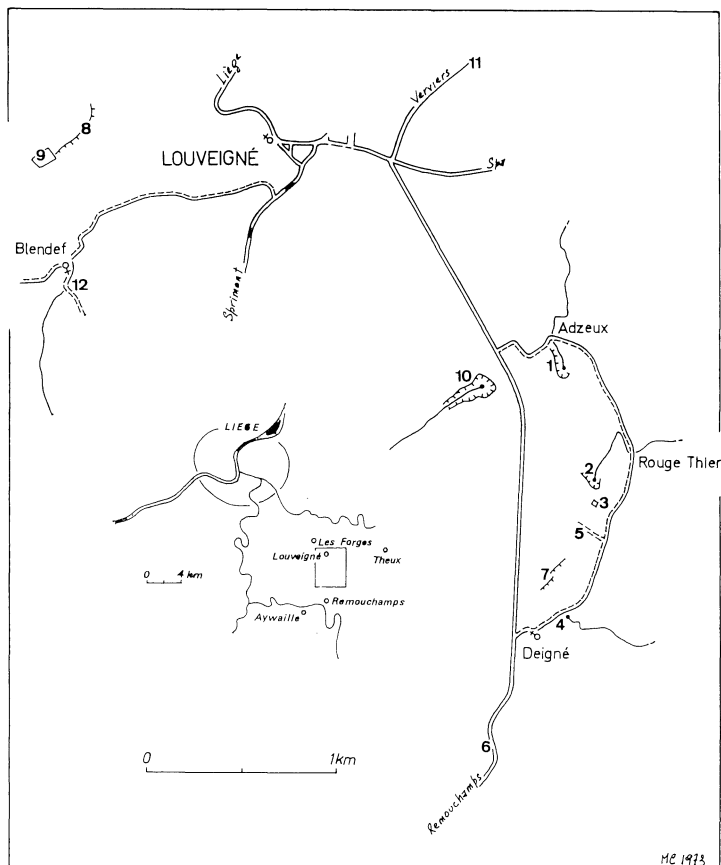 Liège
Verviers
11
8
9
LOUVEIGNÉ
Spa
Blendef
12
Sprimont
Adzeux
1
10
LIEGE
2
Rouge Thier
3
5
Les Forges
Louveigné
Theux
0 4 km
7
Remouchamps
Aywaille
4
Deigné
0 1km
6
Remouchamps
MC 1973